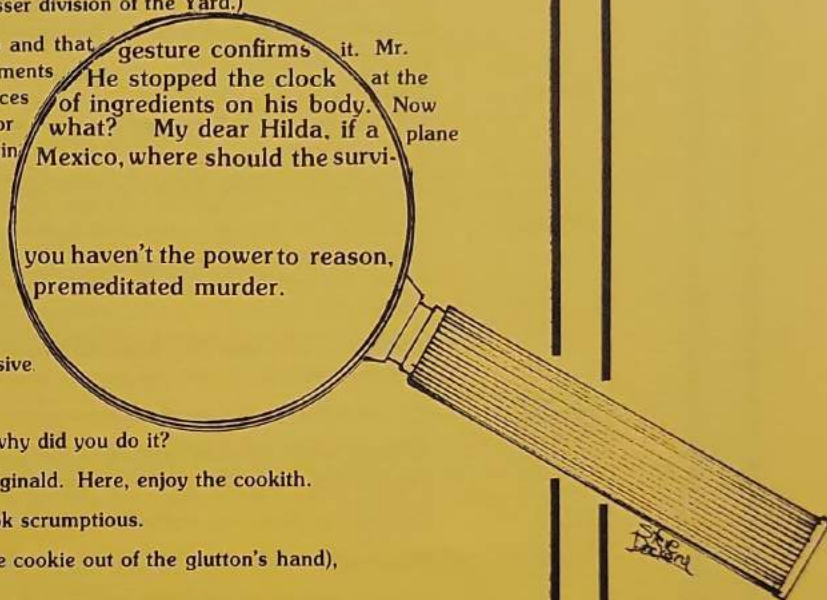 sser division of the Yard.)
and that gesture confirms it. Mr.
ments He stopped the clock at the
ces of ingredients on his body. Now
or what? My dear Hilda, if a plane
in Mexico, where should the survi-
you haven't the power to reason,
premeditated murder.
sive.
why did you do it?
ginald. Here, enjoy the cookith.
ok scrumptious.
e cookie out of the glutton's hand),